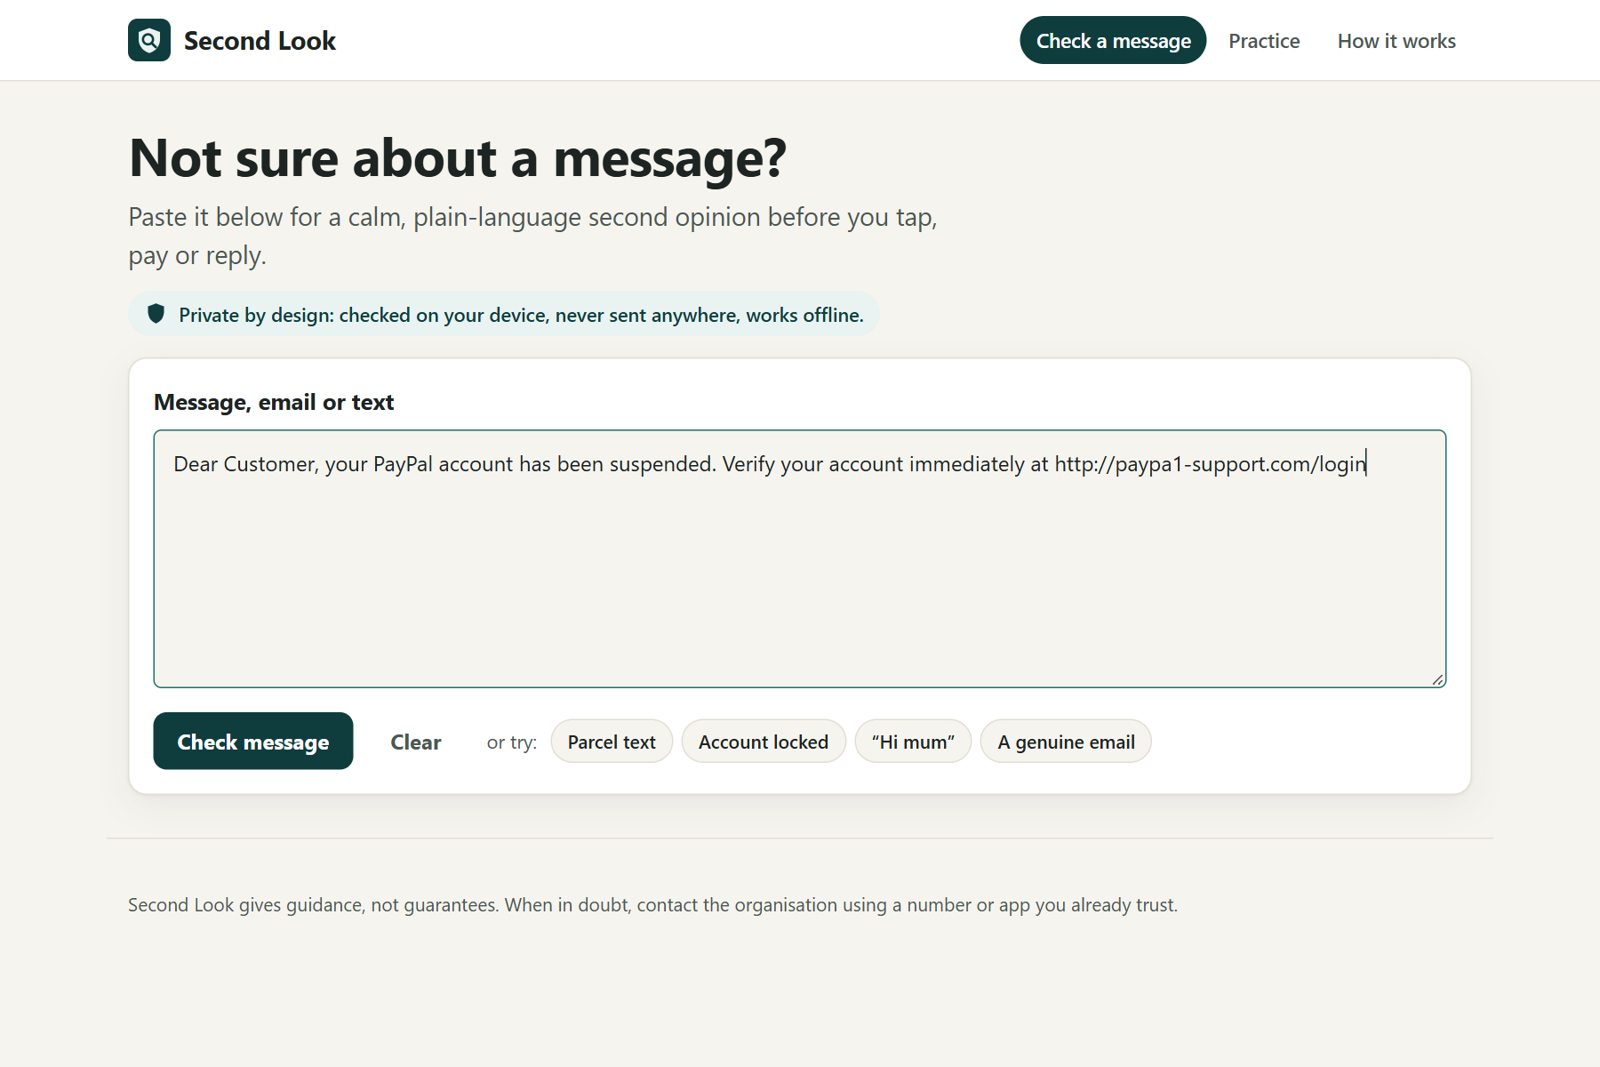 Second Look
Check a message
Practice
How it works
Not sure about a message?
Paste it below for a calm, plain-language second opinion before you tap,
pay or reply.
Private by design: checked on your device, never sent anywhere, works offline.
Message, email or text
Dear Customer, your PayPal account has been suspended. Verify your account immediately at http://paypa1-support.com/login
Check message
Clear
or try:
Parcel text
Account locked
“Hi mum”
A genuine email
Second Look gives guidance, not guarantees. When in doubt, contact the organisation using a number or app you already trust.